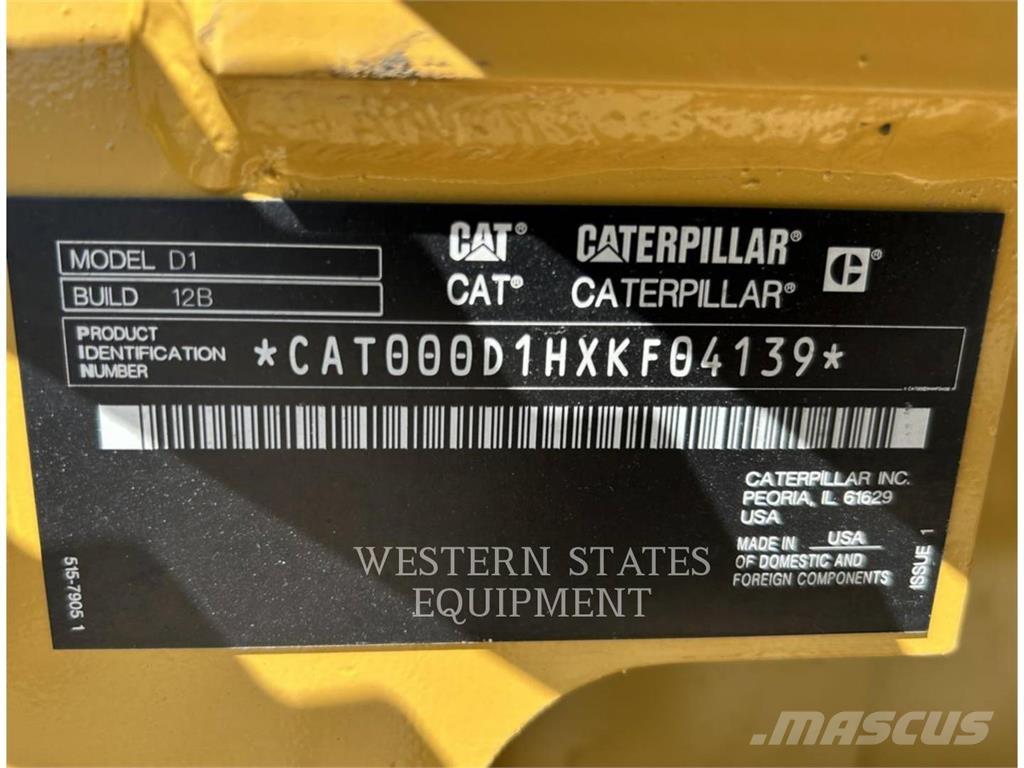 CAT® CATERPILLAR® C®
CAT® CATERPILLAR®
MODEL D1
BUILD 12B
PRODUCT
IDENTIFICATION
NUMBER
*CAT000D1HXKF04139*
CATERPILLAR INC.
PEORIA, IL 61629
USA
MADE IN USA
OF DOMESTIC AND
FOREIGN COMPONENTS
ISSUE 1
515-7905 1
WESTERN STATES
EQUIPMENT
MASCUS